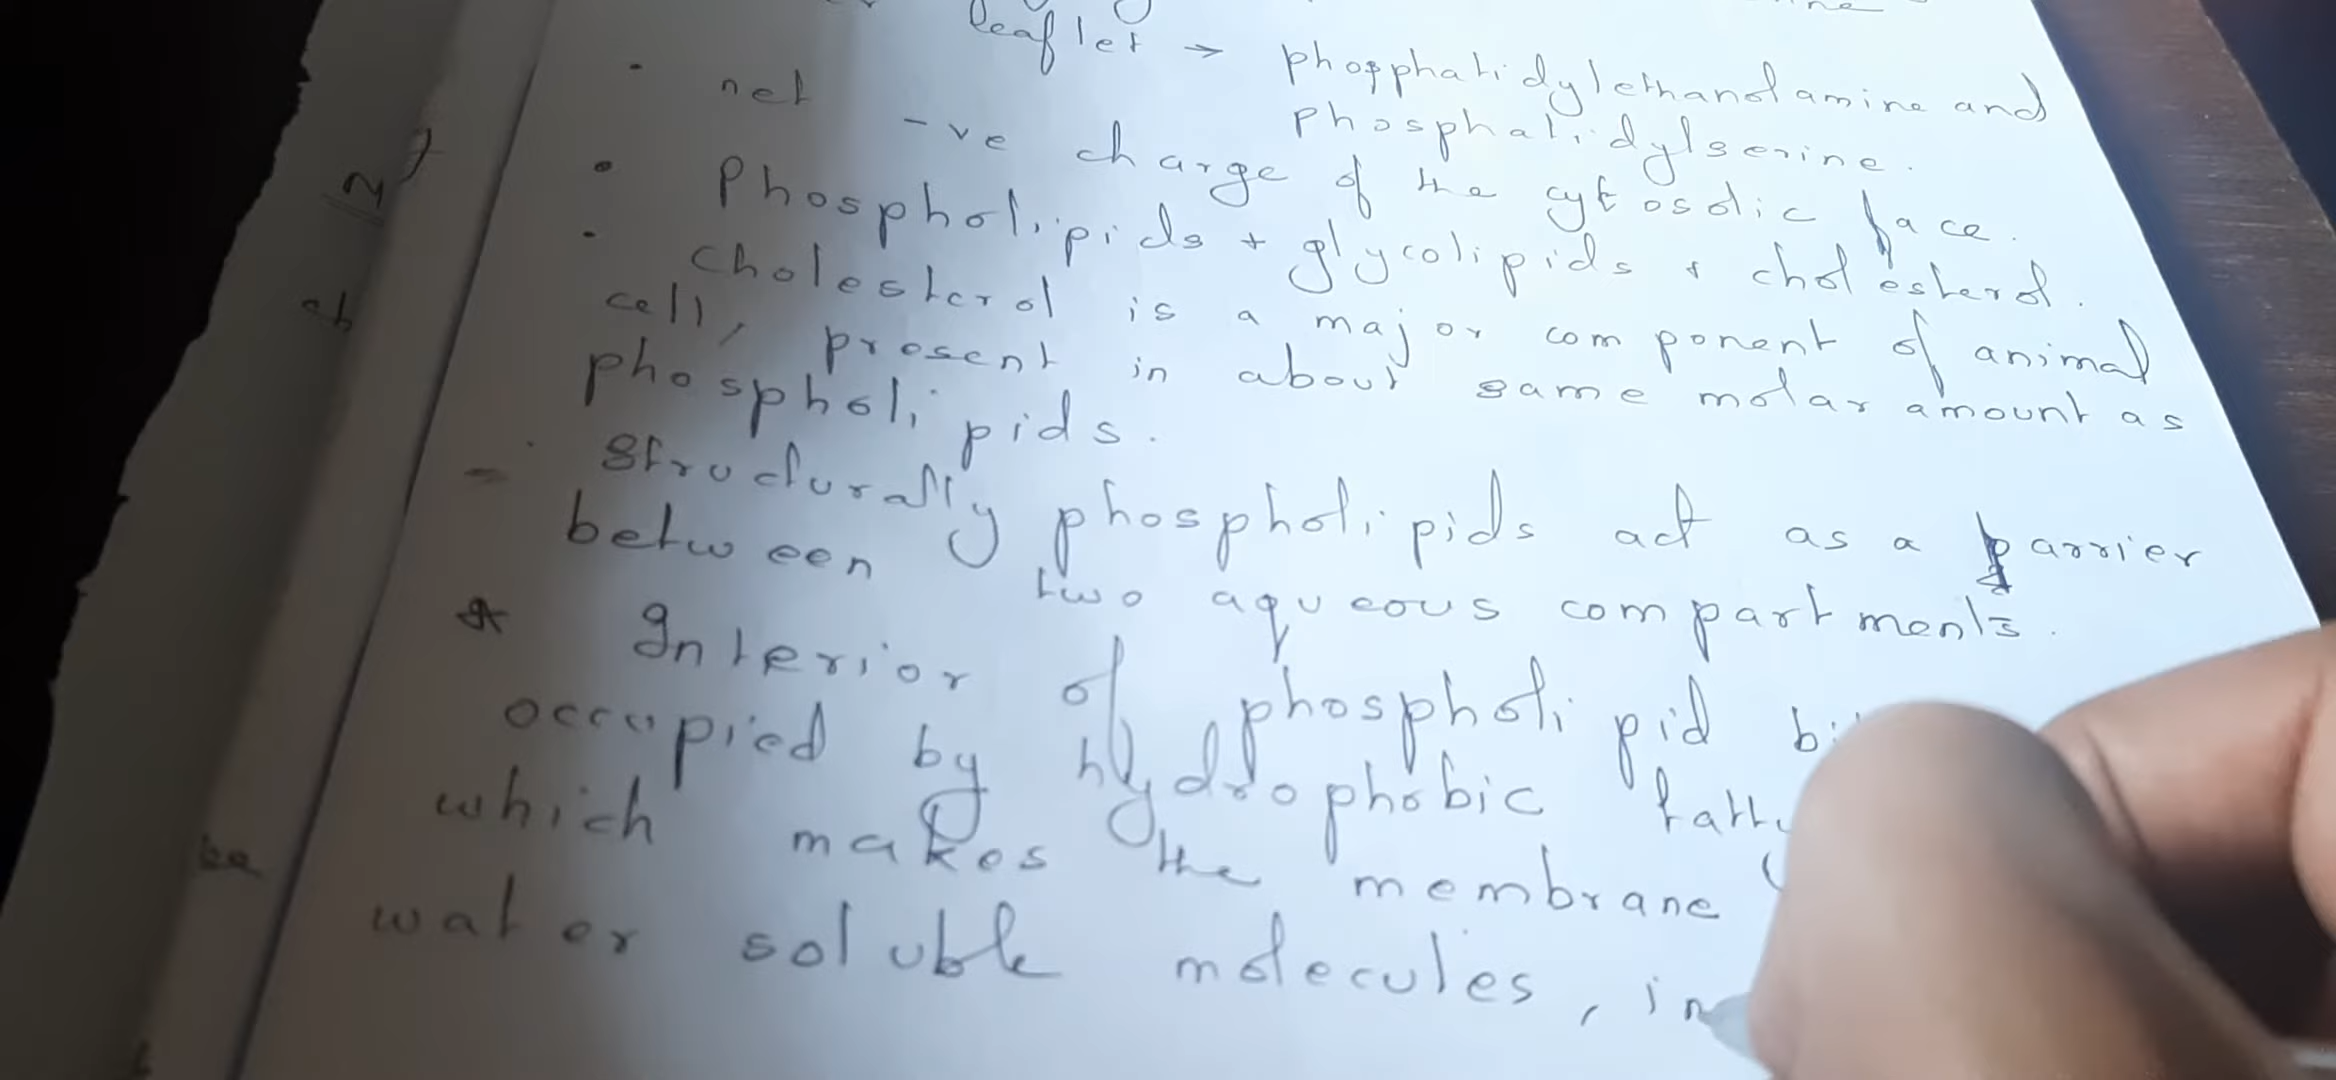 leaflet → phosphatidylethanolamine and
phosphatidylserine.
• net -ve charge of the cytosolic face.
• Phospholipids + glycolipids + cholesterol.
• Cholesterol is a major component of animal
cell, present in about same molar amount as
phospholipids.
- Structurally phospholipids act as a barrier
between two aqueous compartments.
* Interior of phospholipid
occupied by hydrophobic
which makes the membrane
water soluble molecules, in